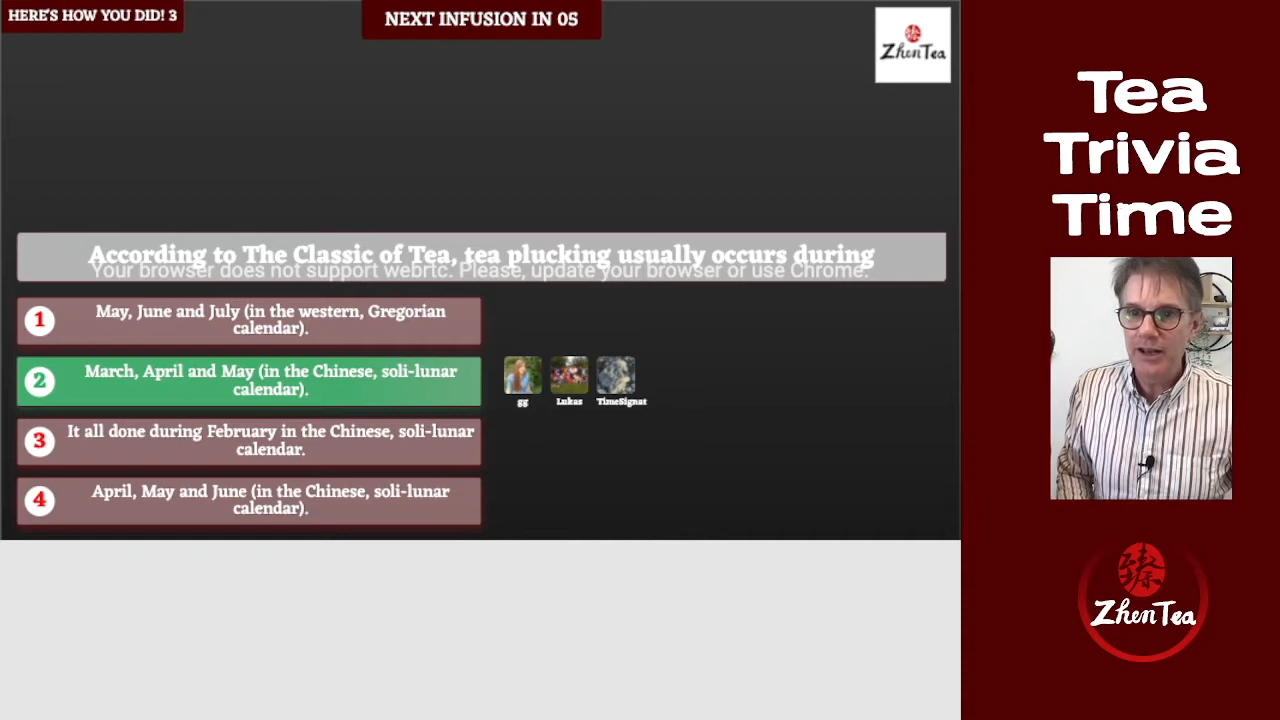 HERE'S HOW YOU DID! 3
NEXT INFUSION IN 05
ZhenTea
According to The Classic of Tea, tea plucking usually occurs during
Your browser does not support webrtc. Please, update your browser or use Chrome.
1
May, June and July (in the western, Gregorian
calendar).
2
March, April and May (in the Chinese, soli-lunar
calendar).
gg
Lukas
TimeSignat
3
It all done during February in the Chinese, soli-lunar
calendar.
4
April, May and June (in the Chinese, soli-lunar
calendar).
Tea
Trivia
Time
臻
ZhenTea